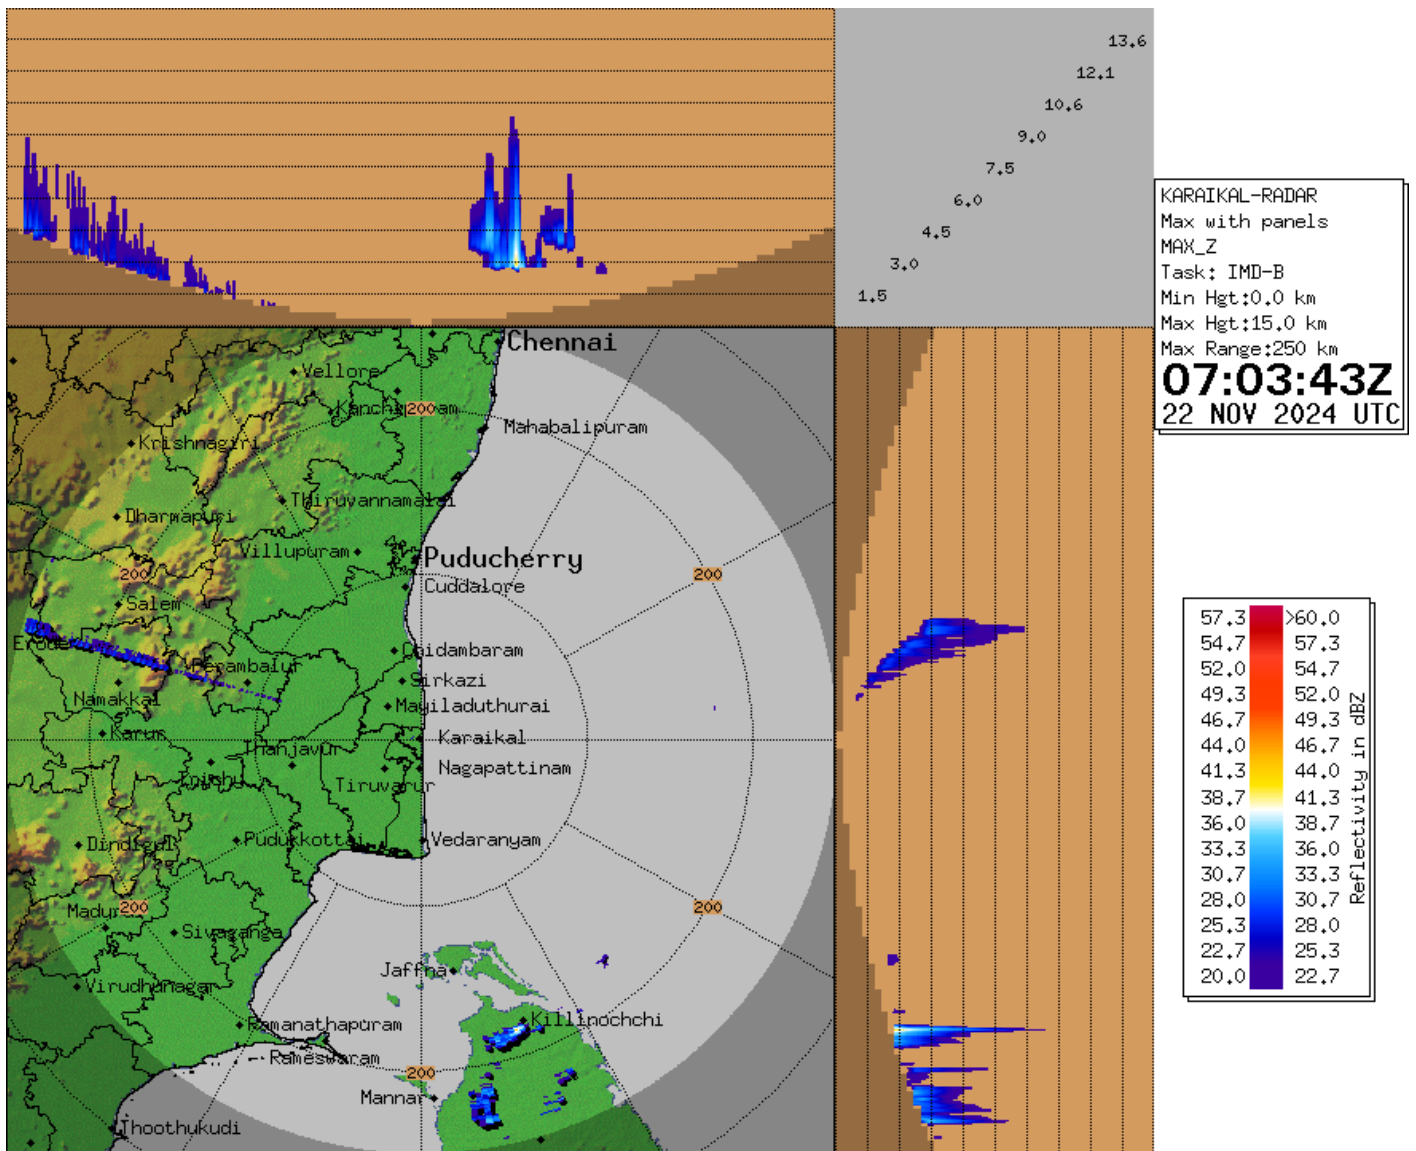 13.6
12.1
10.6
9.0
7.5
6.0
4.5
3.0
1.5
KARAIKAL-RADAR
Max with panels
MAX_Z
Task: IMD-B
Min Hgt:0.0 km
Max Hgt:15.0 km
Max Range:250 km
07:03:43Z
22 NOV 2024 UTC
Chennai
Vellore
200
Mahabalipuram
Krishnagiri
Thiruvannamalai
Dharmapuri
Villupuram
Puducherry
200
200
Cuddalore
Salem
Erode
Chidambaram
Perambalur
Sirkazi
Namakkal
Mayiladuthurai
Karur
Karaikal
Thanjavur
Nagapattinam
Tiruvarur
Dindigul
Pudukkottai
Vedaranyam
Madurai
200
200
Sivaganga
Jaffna
Virudhunagar
Ramanathapuram
Killinochchi
Rameswaram
200
Mannar
Thoothukudi
57.3 >60.0
54.7 57.3
52.0 54.7
49.3 52.0
46.7 49.3
44.0 46.7
41.3 44.0
38.7 41.3
36.0 38.7
33.3 36.0
30.7 33.3
28.0 30.7
25.3 28.0
22.7 25.3
20.0 22.7
Reflectivity in dBZ